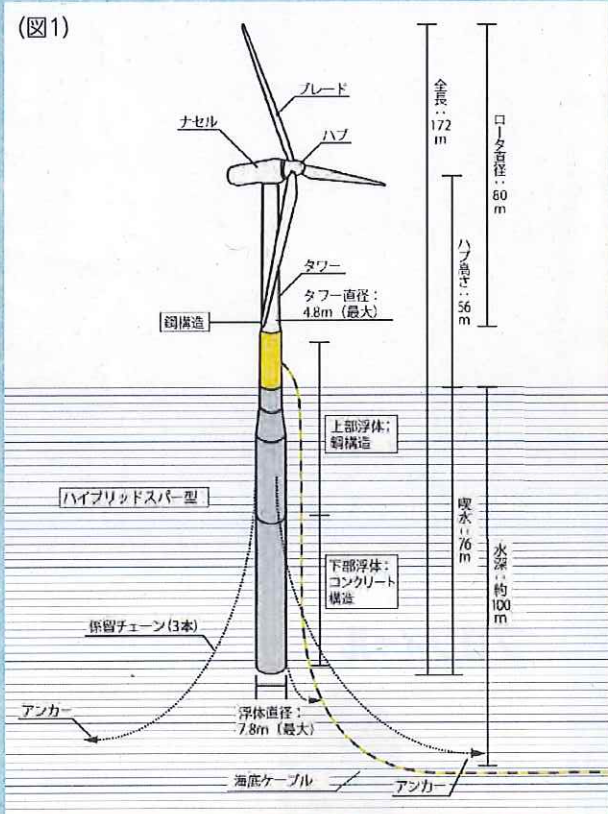 (図1)
ブレード
ナセル
ハブ
全長：172m
ロータ直径：80m
タワー
タワー直径：
4.8m（最大）
ハブ高さ：56m
鋼構造
上部浮体；
鋼構造
ハイブリッドスパー型
喫水：76m
水深：約100m
下部浮体：
コンクリート
構造
係留チェーン(3本)
アンカー
浮体直径：
7.8m（最大）
海底ケーブル
アンカー